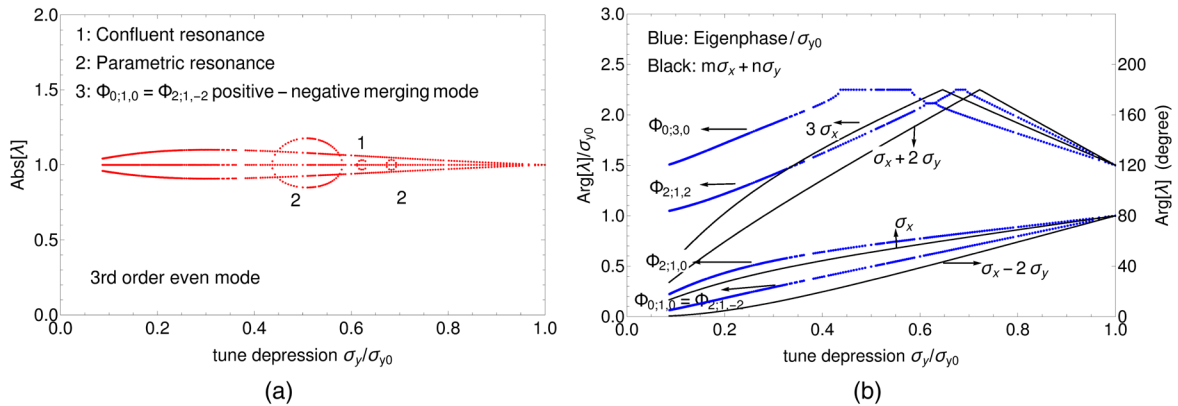 2.0
1.5
1.0
0.5
0.0
Abs[λ]
1: Confluent resonance
2: Parametric resonance
3: Φ0;1,0 = Φ2;1,−2 positive − negative merging mode
1
2
2
3rd order even mode
0.0 0.2 0.4 0.6 0.8 1.0
tune depression σy/σy0
(a)
3.0
2.5
2.0
1.5
1.0
0.5
0.0
Arg[λ]/σy0
Blue: Eigenphase/σy0
Black: mσx + nσy
Φ0;3,0
3 σx
σx + 2 σy
Φ2;1,2
σx
Φ2;1,0
σx − 2 σy
Φ0;1,0 = Φ2;1,−2
200
160
120
80
40
0
Arg[λ] (degree)
0.0 0.2 0.4 0.6 0.8 1.0
tune depression σy/σy0
(b)